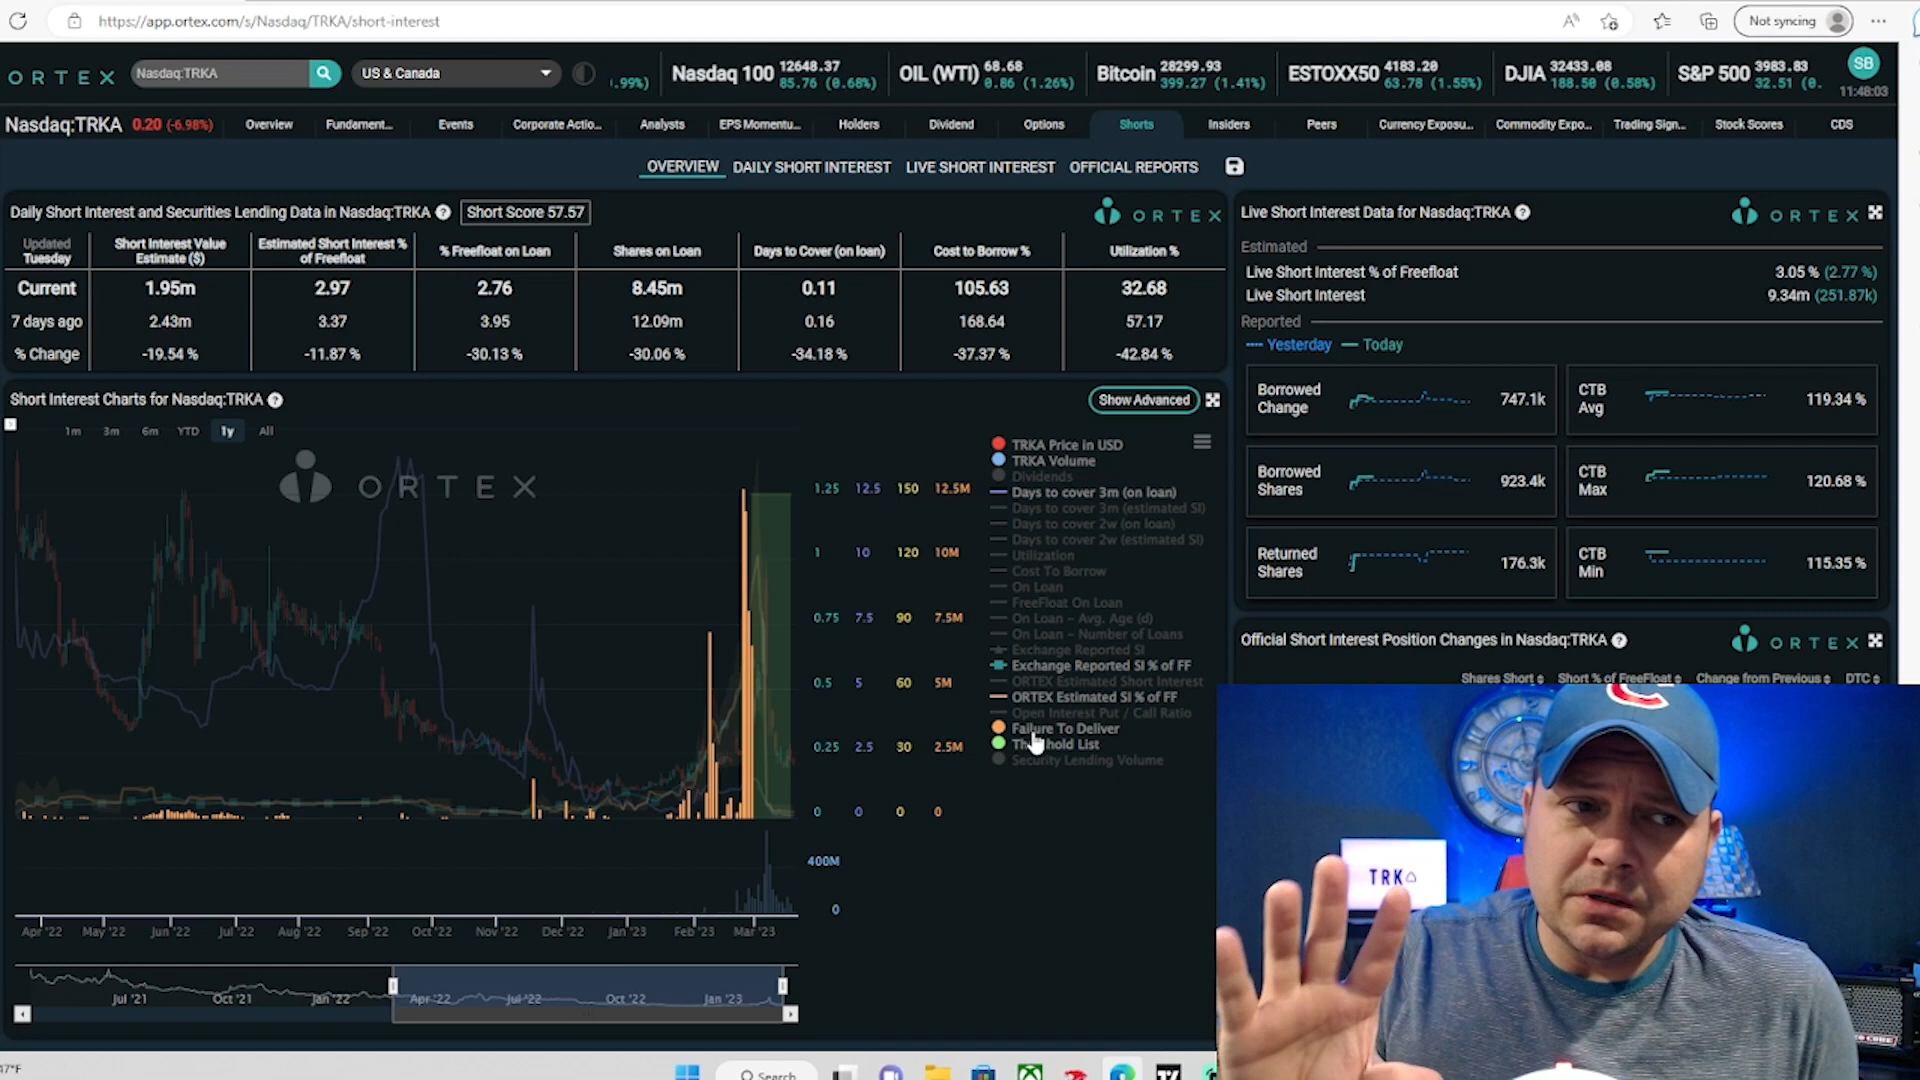 https://app.ortex.com/s/Nasdaq/TRKA/short-interest
Not syncing
ORTEX
Nasdaq:TRKA
US & Canada
.99%)
Nasdaq 100 12648.37 85.76 (0.68%)
OIL (WTI) 68.68 0.86 (1.26%)
Bitcoin 28299.93 399.27 (1.41%)
ESTOXX50 4183.20 63.78 (1.55%)
DJIA 32433.08 188.50 (0.58%)
S&P 500 3983.83 32.51 (0.
SB
11:48:03
Nasdaq:TRKA 0.20 (-6.98%)
Overview Fundament... Events Corporate Actio... Analysts EPS Momentu... Holders Dividend Options Shorts Insiders Peers Currency Exposu... Commodity Expo... Trading Sign... Stock Scores CDS
OVERVIEW DAILY SHORT INTEREST LIVE SHORT INTEREST OFFICIAL REPORTS
Daily Short Interest and Securities Lending Data in Nasdaq:TRKA ? Short Score 57.57
ORTEX
Updated Tuesday Short Interest Value Estimate ($) Estimated Short Interest % of Freefloat % Freefloat on Loan Shares on Loan Days to Cover (on loan) Cost to Borrow % Utilization %
Current 1.95m 2.97 2.76 8.45m 0.11 105.63 32.68
7 days ago 2.43m 3.37 3.95 12.09m 0.16 168.64 57.17
% Change -19.54 % -11.87 % -30.13 % -30.06 % -34.18 % -37.37 % -42.84 %
Short Interest Charts for Nasdaq:TRKA ?
Show Advanced
1m 3m 6m YTD 1y All
ORTEX
1.25 12.5 150 12.5M
1 10 120 10M
0.75 7.5 90 7.5M
0.5 5 60 5M
0.25 2.5 30 2.5M
0 0 0 0
400M
0
TRKA Price in USD
TRKA Volume
Dividends
Days to cover 3m (on loan)
Days to cover 3m (estimated SI)
Days to cover 2w (on loan)
Days to cover 2w (estimated SI)
Utilization
Cost To Borrow
On Loan
FreeFloat On Loan
On Loan - Avg. Age (d)
On Loan - Number of Loans
Exchange Reported SI
Exchange Reported SI % of FF
ORTEX Estimated Short Interest
ORTEX Estimated SI % of FF
Open Interest Put / Call Ratio
Failure To Deliver
Th hold List
Security Lending Volume
Apr '22 May '22 Jun '22 Jul '22 Aug '22 Sep '22 Oct '22 Nov '22 Dec '22 Jan '23 Feb '23 Mar '23
Jul '21 Oct '21 Jan '22 Apr '22 Jul '22 Oct '22 Jan '23
Live Short Interest Data for Nasdaq:TRKA ?
ORTEX
Estimated
Live Short Interest % of Freefloat 3.05 % (2.77 %)
Live Short Interest 9.34m (251.87k)
Reported
Yesterday Today
Borrowed Change 747.1k
CTB Avg 119.34 %
Borrowed Shares 923.4k
CTB Max 120.68 %
Returned Shares 176.3k
CTB Min 115.35 %
Official Short Interest Position Changes in Nasdaq:TRKA ?
ORTEX
Shares Short Short % of FreeFloat Change from Previous DTC
C
TRK
47°F
Search